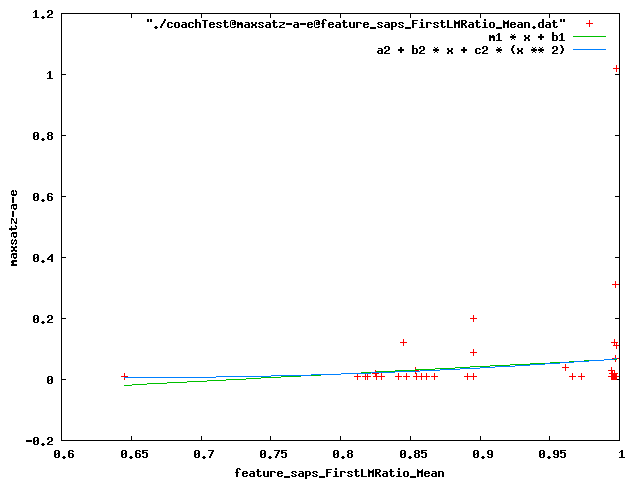 "./coachTest@maxsatz-a-e@feature_saps_FirstLMRatio_Mean.dat"
m1 * x + b1
a2 + b2 * x + c2 * (x ** 2)
1.2
1
0.8
0.6
0.4
0.2
0
-0.2
maxsatz-a-e
0.6 0.65 0.7 0.75 0.8 0.85 0.9 0.95 1
feature_saps_FirstLMRatio_Mean